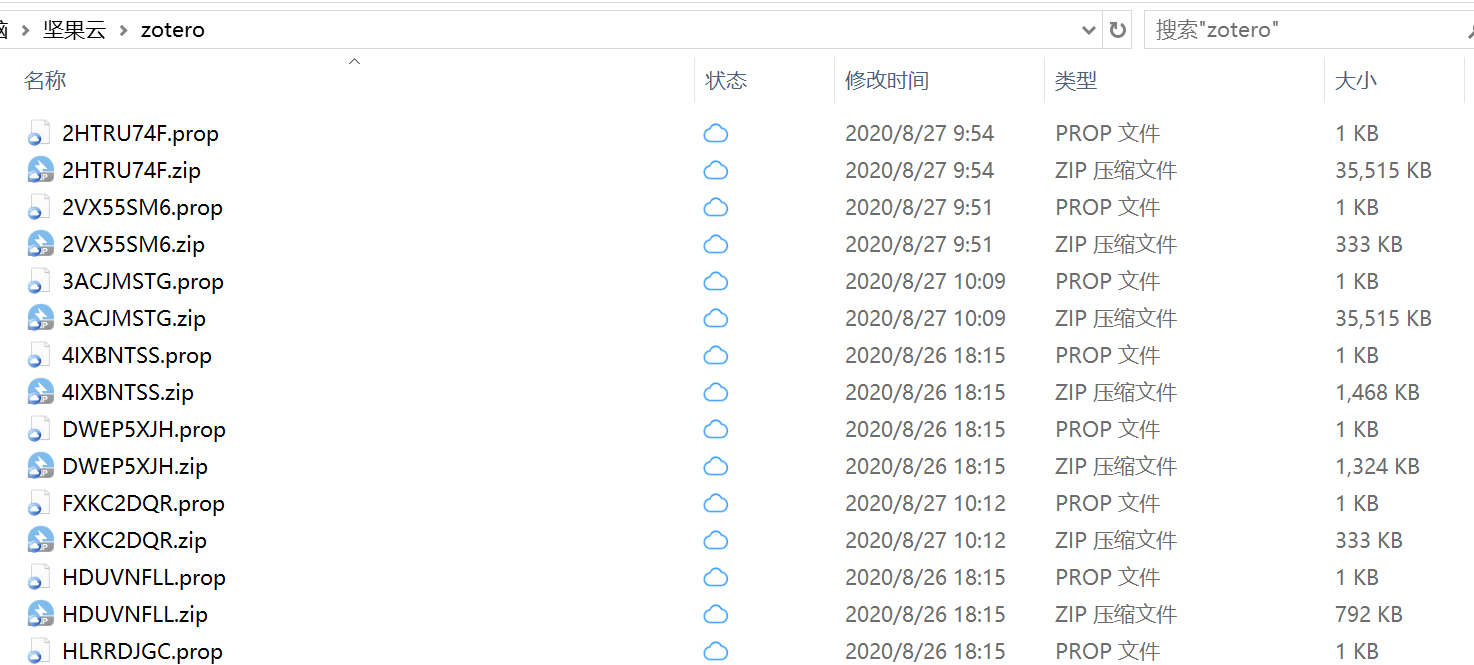 脑 > 坚果云 > zotero 搜索"zotero"
名称 状态 修改时间 类型 大小
2HTRU74F.prop 2020/8/27 9:54 PROP 文件 1 KB
2HTRU74F.zip 2020/8/27 9:54 ZIP 压缩文件 35,515 KB
2VX55SM6.prop 2020/8/27 9:51 PROP 文件 1 KB
2VX55SM6.zip 2020/8/27 9:51 ZIP 压缩文件 333 KB
3ACJMSTG.prop 2020/8/27 10:09 PROP 文件 1 KB
3ACJMSTG.zip 2020/8/27 10:09 ZIP 压缩文件 35,515 KB
4IXBNTSS.prop 2020/8/26 18:15 PROP 文件 1 KB
4IXBNTSS.zip 2020/8/26 18:15 ZIP 压缩文件 1,468 KB
DWEP5XJH.prop 2020/8/26 18:15 PROP 文件 1 KB
DWEP5XJH.zip 2020/8/26 18:15 ZIP 压缩文件 1,324 KB
FXKC2DQR.prop 2020/8/27 10:12 PROP 文件 1 KB
FXKC2DQR.zip 2020/8/27 10:12 ZIP 压缩文件 333 KB
HDUVNFLL.prop 2020/8/26 18:15 PROP 文件 1 KB
HDUVNFLL.zip 2020/8/26 18:15 ZIP 压缩文件 792 KB
HLRRDJGC.prop 2020/8/26 18:15 PROP 文件 1 KB